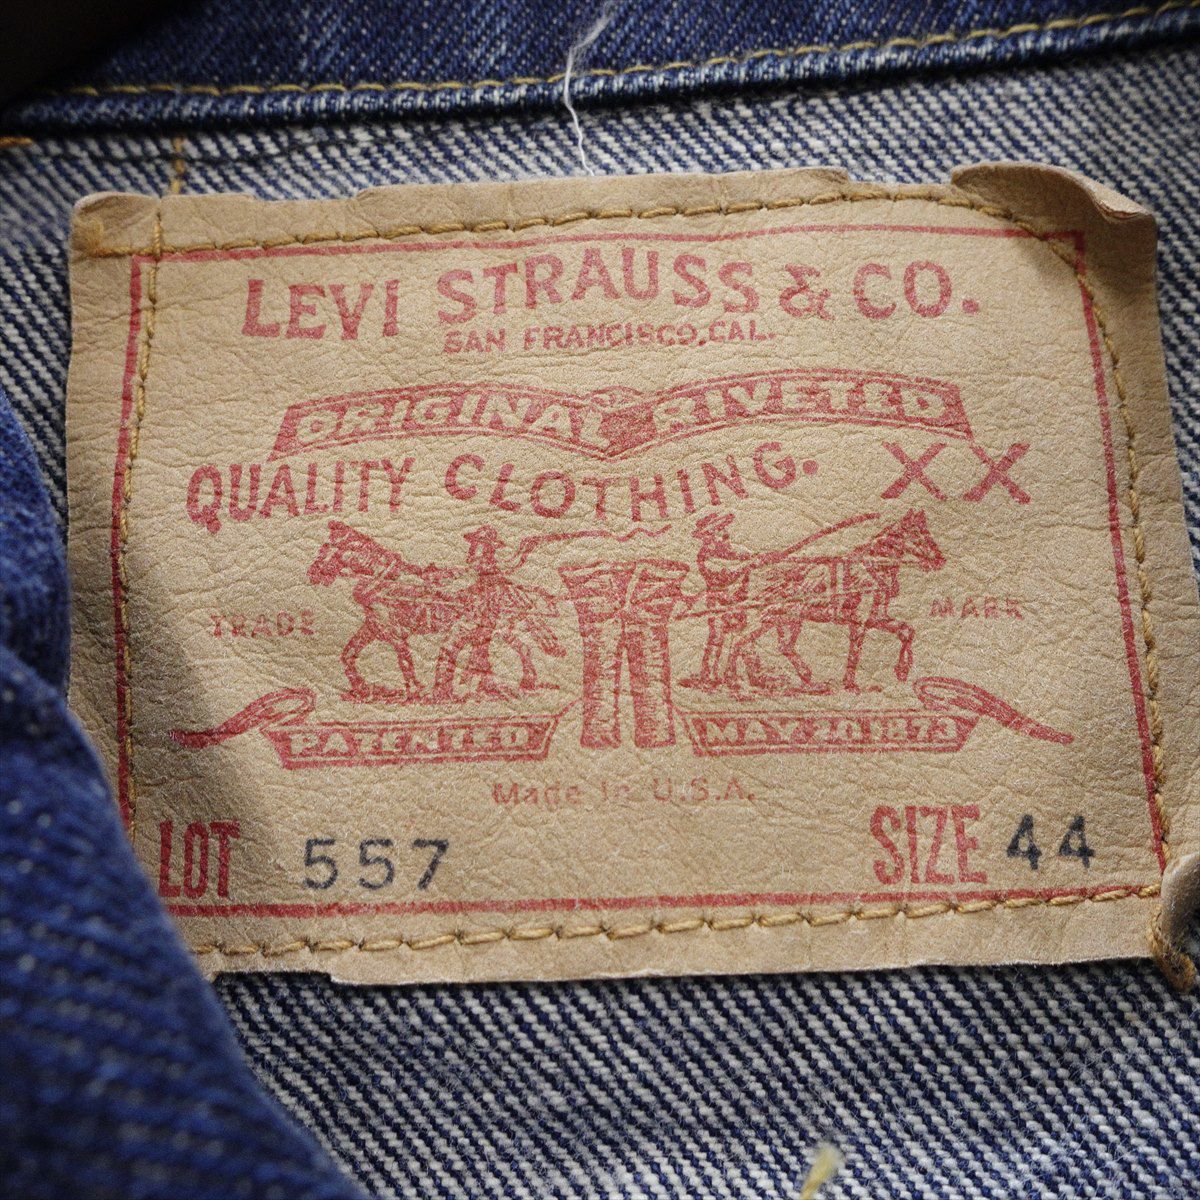 LEVI STRAUSS & CO.
SAN FRANCISCO, CAL.
ORIGINAL RIVETED
QUALITY CLOTHING. XX
TRADE MARK
PATENTED MAY 20 1873
Made in U.S.A.
LOT 557 SIZE 44